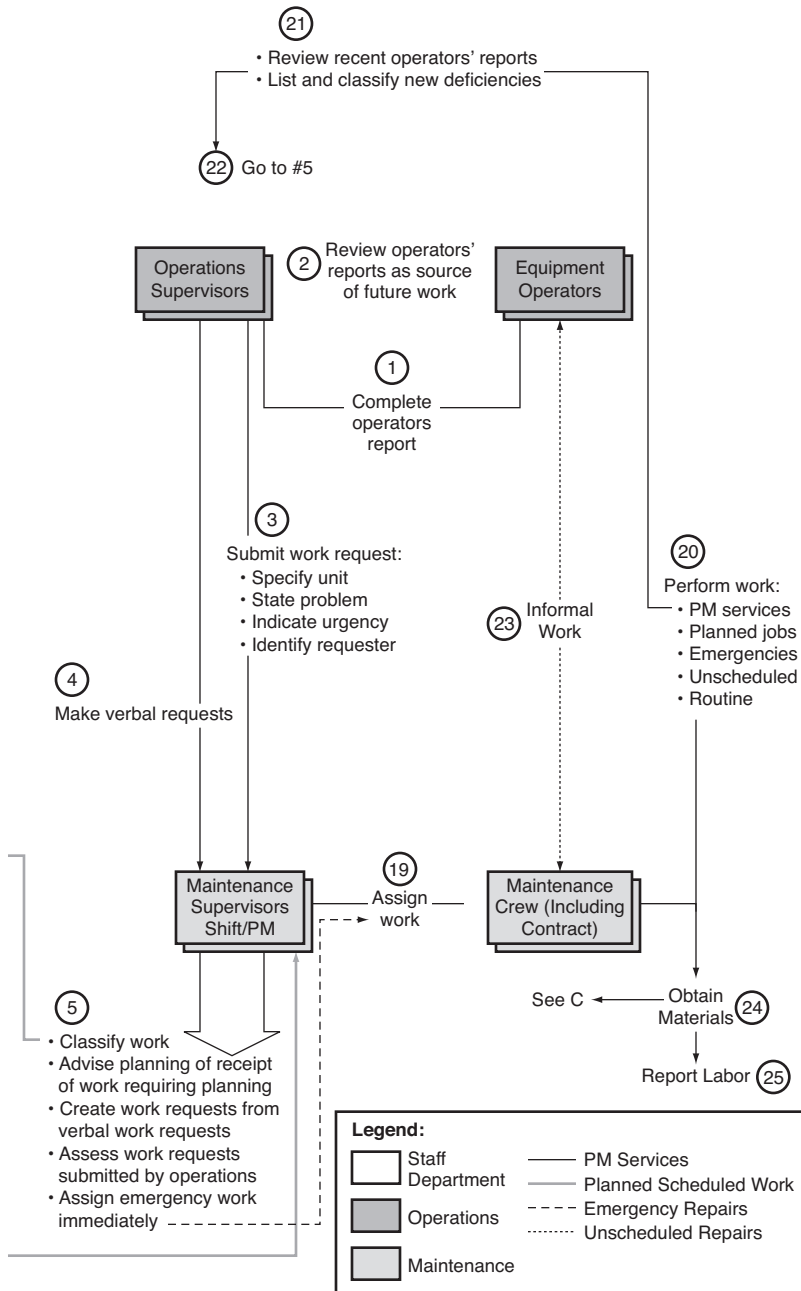 21
• Review recent operators' reports
• List and classify new deficiencies
22 Go to #5
Operations
Supervisors
2
Review operators'
reports as source
of future work
Equipment
Operators
1
Complete
operators
report
3
Submit work request:
• Specify unit
• State problem
• Indicate urgency
• Identify requester
4
Make verbal requests
23
Informal
Work
20
Perform work:
• PM services
• Planned jobs
• Emergencies
• Unscheduled
• Routine
Maintenance
Supervisors
Shift/PM
19
Assign
work
Maintenance
Crew (Including
Contract)
5
• Classify work
• Advise planning of receipt
of work requiring planning
• Create work requests from
verbal work requests
• Assess work requests
submitted by operations
• Assign emergency work
immediately
See C
Obtain
Materials 24
Report Labor 25
Legend:
Staff
Department
Operations
Maintenance
PM Services
Planned Scheduled Work
Emergency Repairs
Unscheduled Repairs